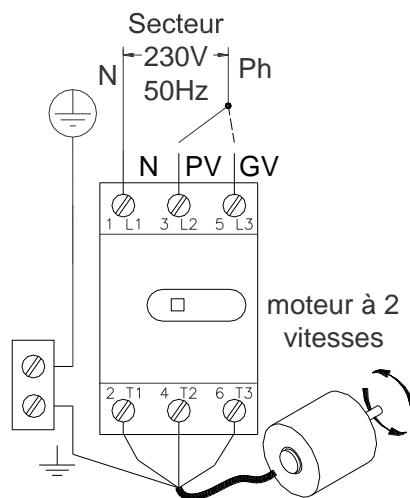 Secteur
N 230V Ph
50Hz
N PV GV
1 L1 3 L2 5 L3
moteur à 2
vitesses
2 T1 4 T2 6 T3